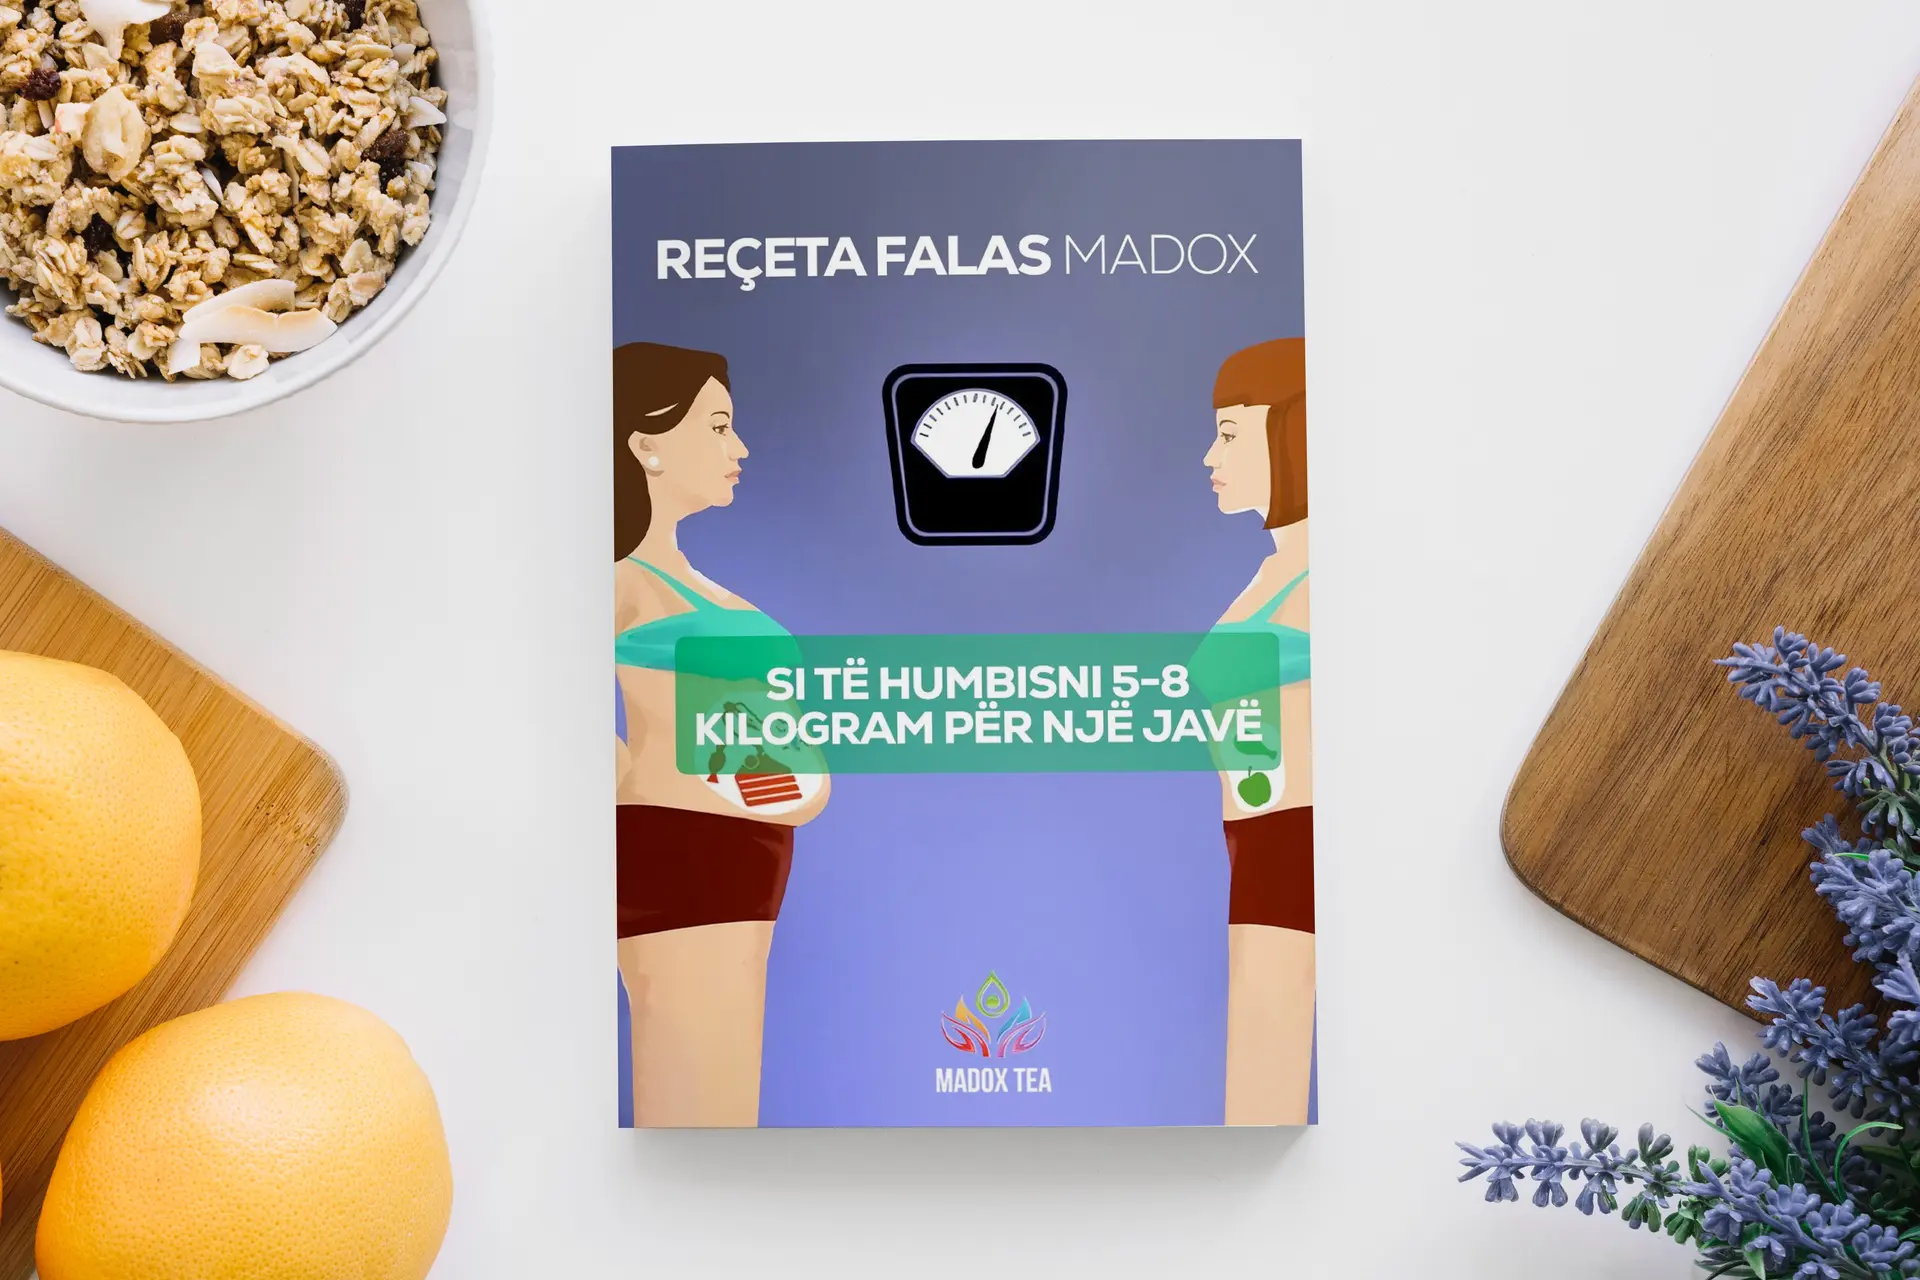 REÇETA FALAS MADOX
SI TË HUMBISNI 5-8
KILOGRAM PËR NJË JAVË
MADOX TEA